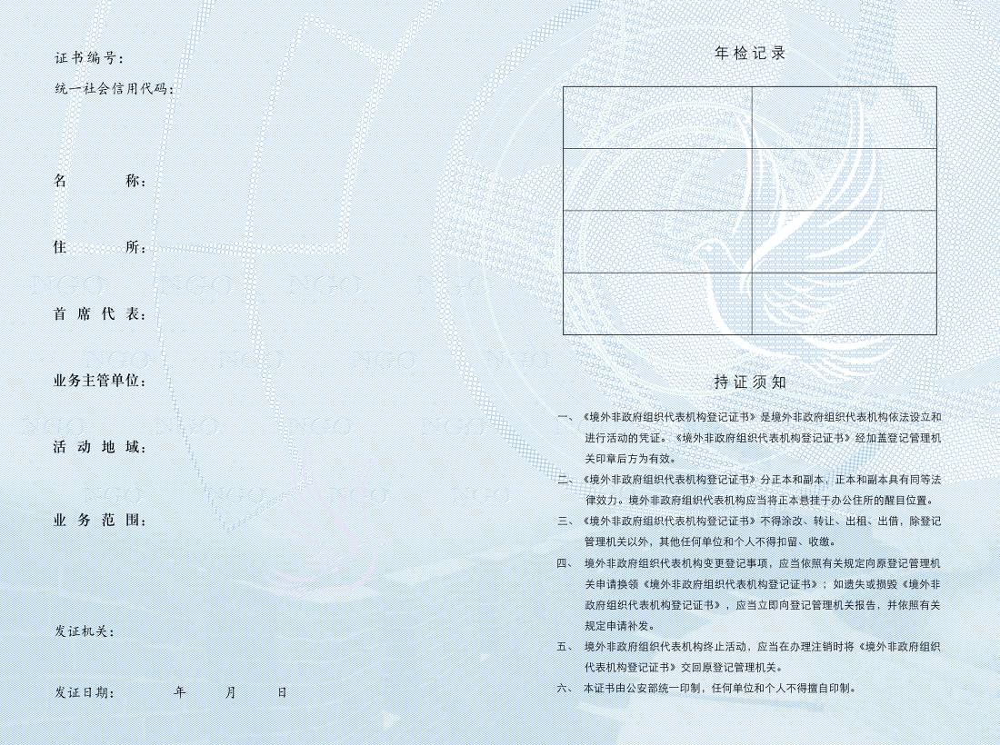 证书编号：
统一社会信用代码：
名称：
住所：
首席代表：
业务主管单位：
活动地域：
业务范围：
发证机关：
发证日期： 年 月 日
年检记录
持证须知
一、《境外非政府组织代表机构登记证书》是境外非政府组织代表机构依法设立和
进行活动的凭证。《境外非政府组织代表机构登记证书》经加盖登记管理机
关印章后方为有效。
二、《境外非政府组织代表机构登记证书》分正本和副本，正本和副本具有同等法
律效力。境外非政府组织代表机构应当将正本悬挂于办公住所的醒目位置。
三、《境外非政府组织代表机构登记证书》不得涂改、转让、出租、出借，除登记
管理机关以外，其他任何单位和个人不得扣留、收缴。
四、境外非政府组织代表机构变更登记事项，应当依照有关规定向原登记管理机
关申请换领《境外非政府组织代表机构登记证书》；如遗失或损毁《境外非
政府组织代表机构登记证书》，应当立即向登记管理机关报告，并依照有关
规定申请补发。
五、境外非政府组织代表机构终止活动，应当在办理注销时将《境外非政府组织
代表机构登记证书》交回原登记管理机关。
六、本证书由公安部统一印制，任何单位和个人不得擅自印制。
NGO NGO NGO NGO
NGO NGO NGO NGO
NGO NGO NGO NGO
NGO NGO NGO NGO